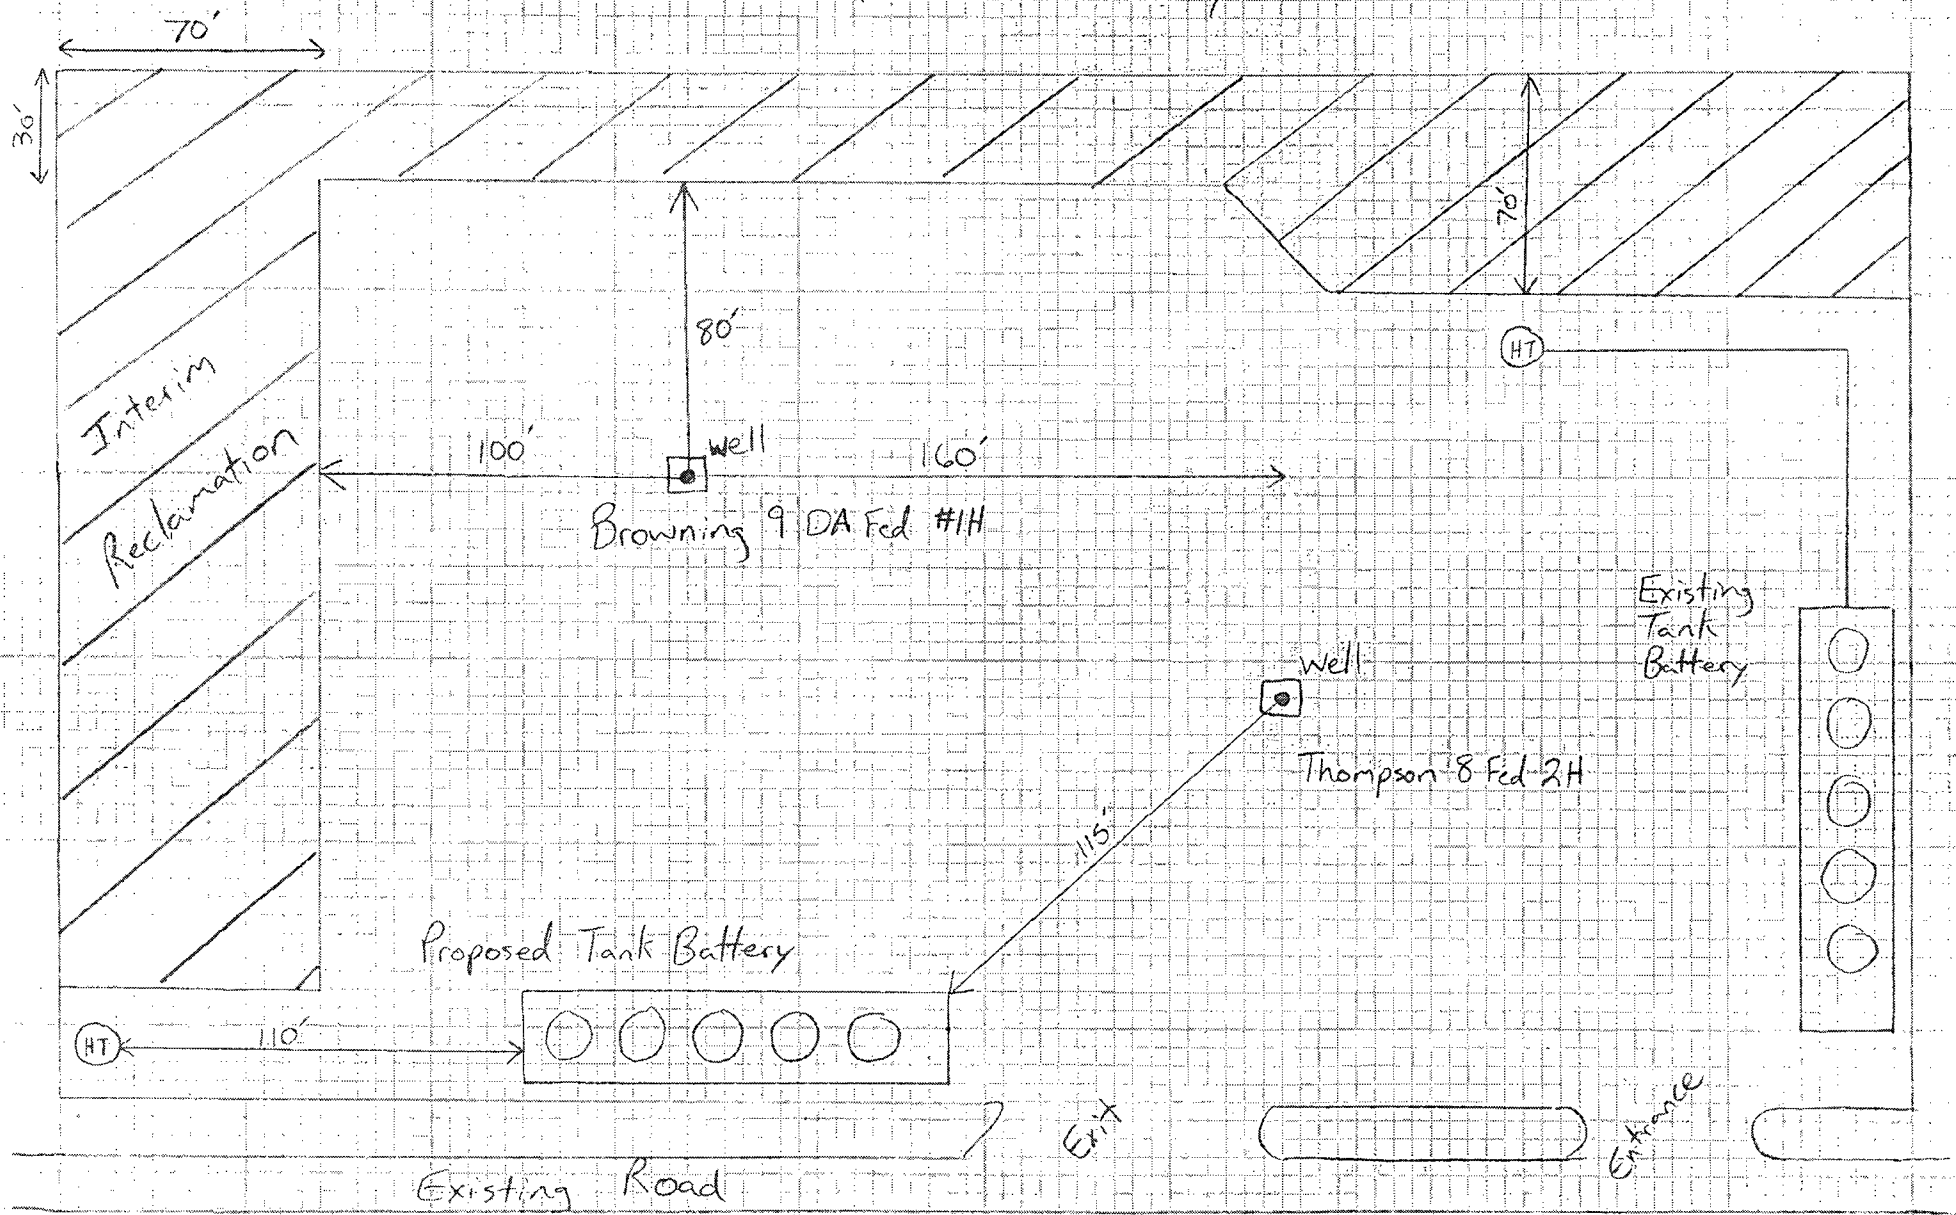 70'
30'
70'
80'
HT
Interim
Reclamation
100'
Well
160'
Browning 9 DA Fed #1H
Existing
Tank
Battery
Well
Thompson 8 Fed 2H
115'
Proposed Tank Battery
HT
110'
Exit
Entrance
Existing Road